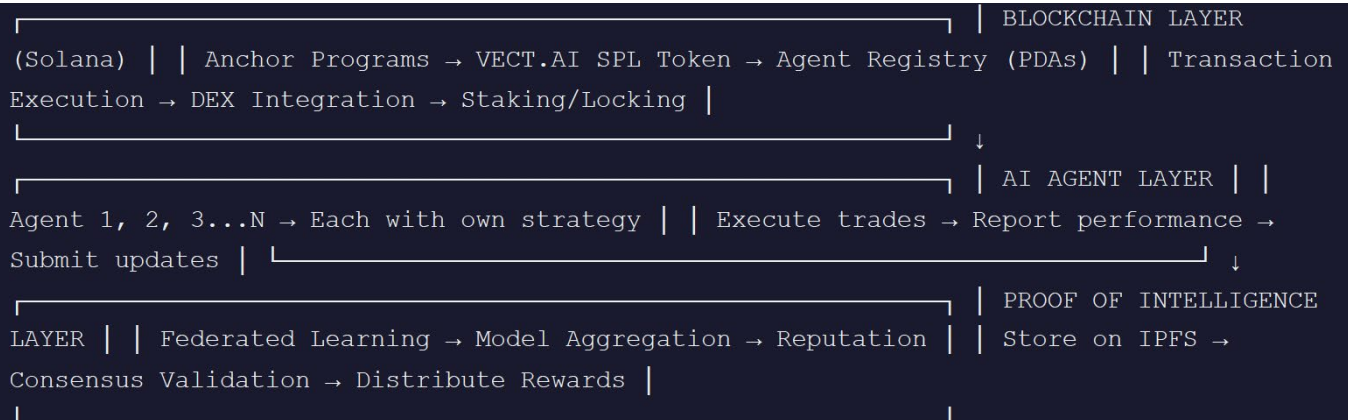 │ BLOCKCHAIN LAYER
(Solana) │ │ Anchor Programs → VECT.AI SPL Token → Agent Registry (PDAs) │ │ Transaction
Execution → DEX Integration → Staking/Locking │
↓
│ AI AGENT LAYER │ │
Agent 1, 2, 3...N → Each with own strategy │ │ Execute trades → Report performance →
Submit updates │ ↓
│ PROOF OF INTELLIGENCE
LAYER │ │ Federated Learning → Model Aggregation → Reputation │ │ Store on IPFS →
Consensus Validation → Distribute Rewards │